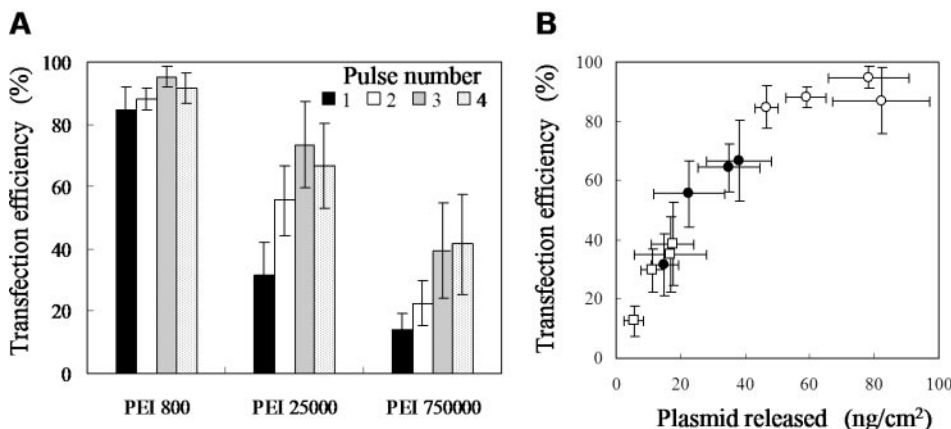 A
Transfection efficiency (%)
100
80
60
40
20
0
Pulse number
1 2 3 4
PEI 800 PEI 25000 PEI 750000
B
Transfection efficiency (%)
100
80
60
40
20
0
0 20 40 60 80 100
Plasmid released (ng/cm²)